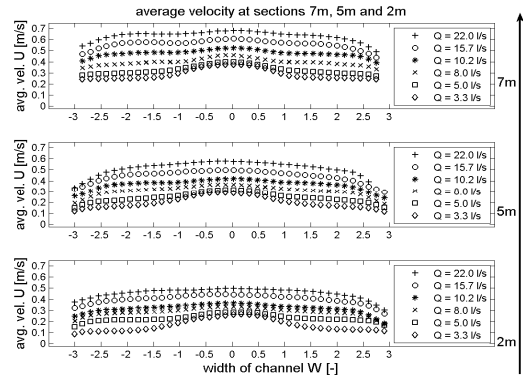 average velocity at sections 7m, 5m and 2m
avg. vel. U [m/s]
0.7
0.6
0.5
0.4
0.3
0.2
0.1
0
-3 -2.5 -2 -1.5 -1 -0.5 0 0.5 1 1.5 2 2.5 3
Q = 22.0 l/s
Q = 15.7 l/s
Q = 10.2 l/s
Q = 8.0 l/s
Q = 5.0 l/s
Q = 3.3 l/s
7m
avg. vel. U [m/s]
0.7
0.6
0.5
0.4
0.3
0.2
0.1
0
-3 -2.5 -2 -1.5 -1 -0.5 0 0.5 1 1.5 2 2.5 3
Q = 22.0 l/s
Q = 15.7 l/s
Q = 10.2 l/s
Q = 0.0 l/s
Q = 5.0 l/s
Q = 3.3 l/s
5m
avg. vel. U [m/s]
0.7
0.6
0.5
0.4
0.3
0.2
0.1
0
-3 -2.5 -2 -1.5 -1 -0.5 0 0.5 1 1.5 2 2.5 3
Q = 22.0 l/s
Q = 15.7 l/s
Q = 10.2 l/s
Q = 8.0 l/s
Q = 5.0 l/s
Q = 3.3 l/s
2m
width of channel W [-]